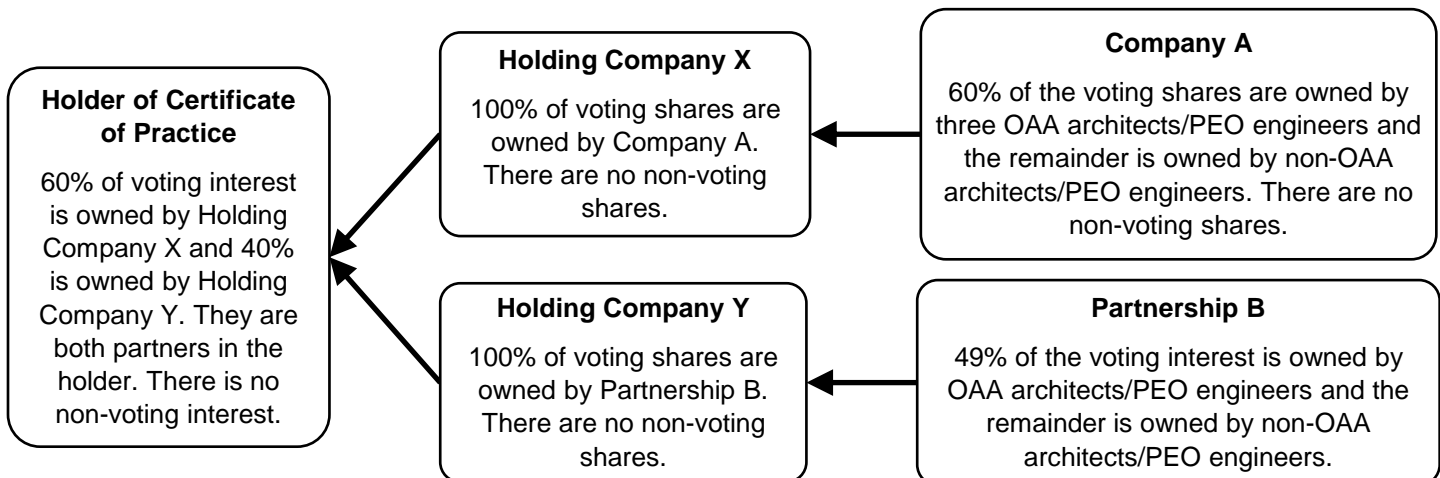 Holder of Certificate
of Practice
60% of voting interest
is owned by Holding
Company X and 40%
is owned by Holding
Company Y. They are
both partners in the
holder. There is no
non-voting interest.
Holding Company X
100% of voting shares are
owned by Company A.
There are no non-voting
shares.
Company A
60% of the voting shares are owned by
three OAA architects/PEO engineers and
the remainder is owned by non-OAA
architects/PEO engineers. There are no
non-voting shares.
Holding Company Y
100% of voting shares are
owned by Partnership B.
There are no non-voting
shares.
Partnership B
49% of the voting interest is owned by
OAA architects/PEO engineers and the
remainder is owned by non-OAA
architects/PEO engineers.